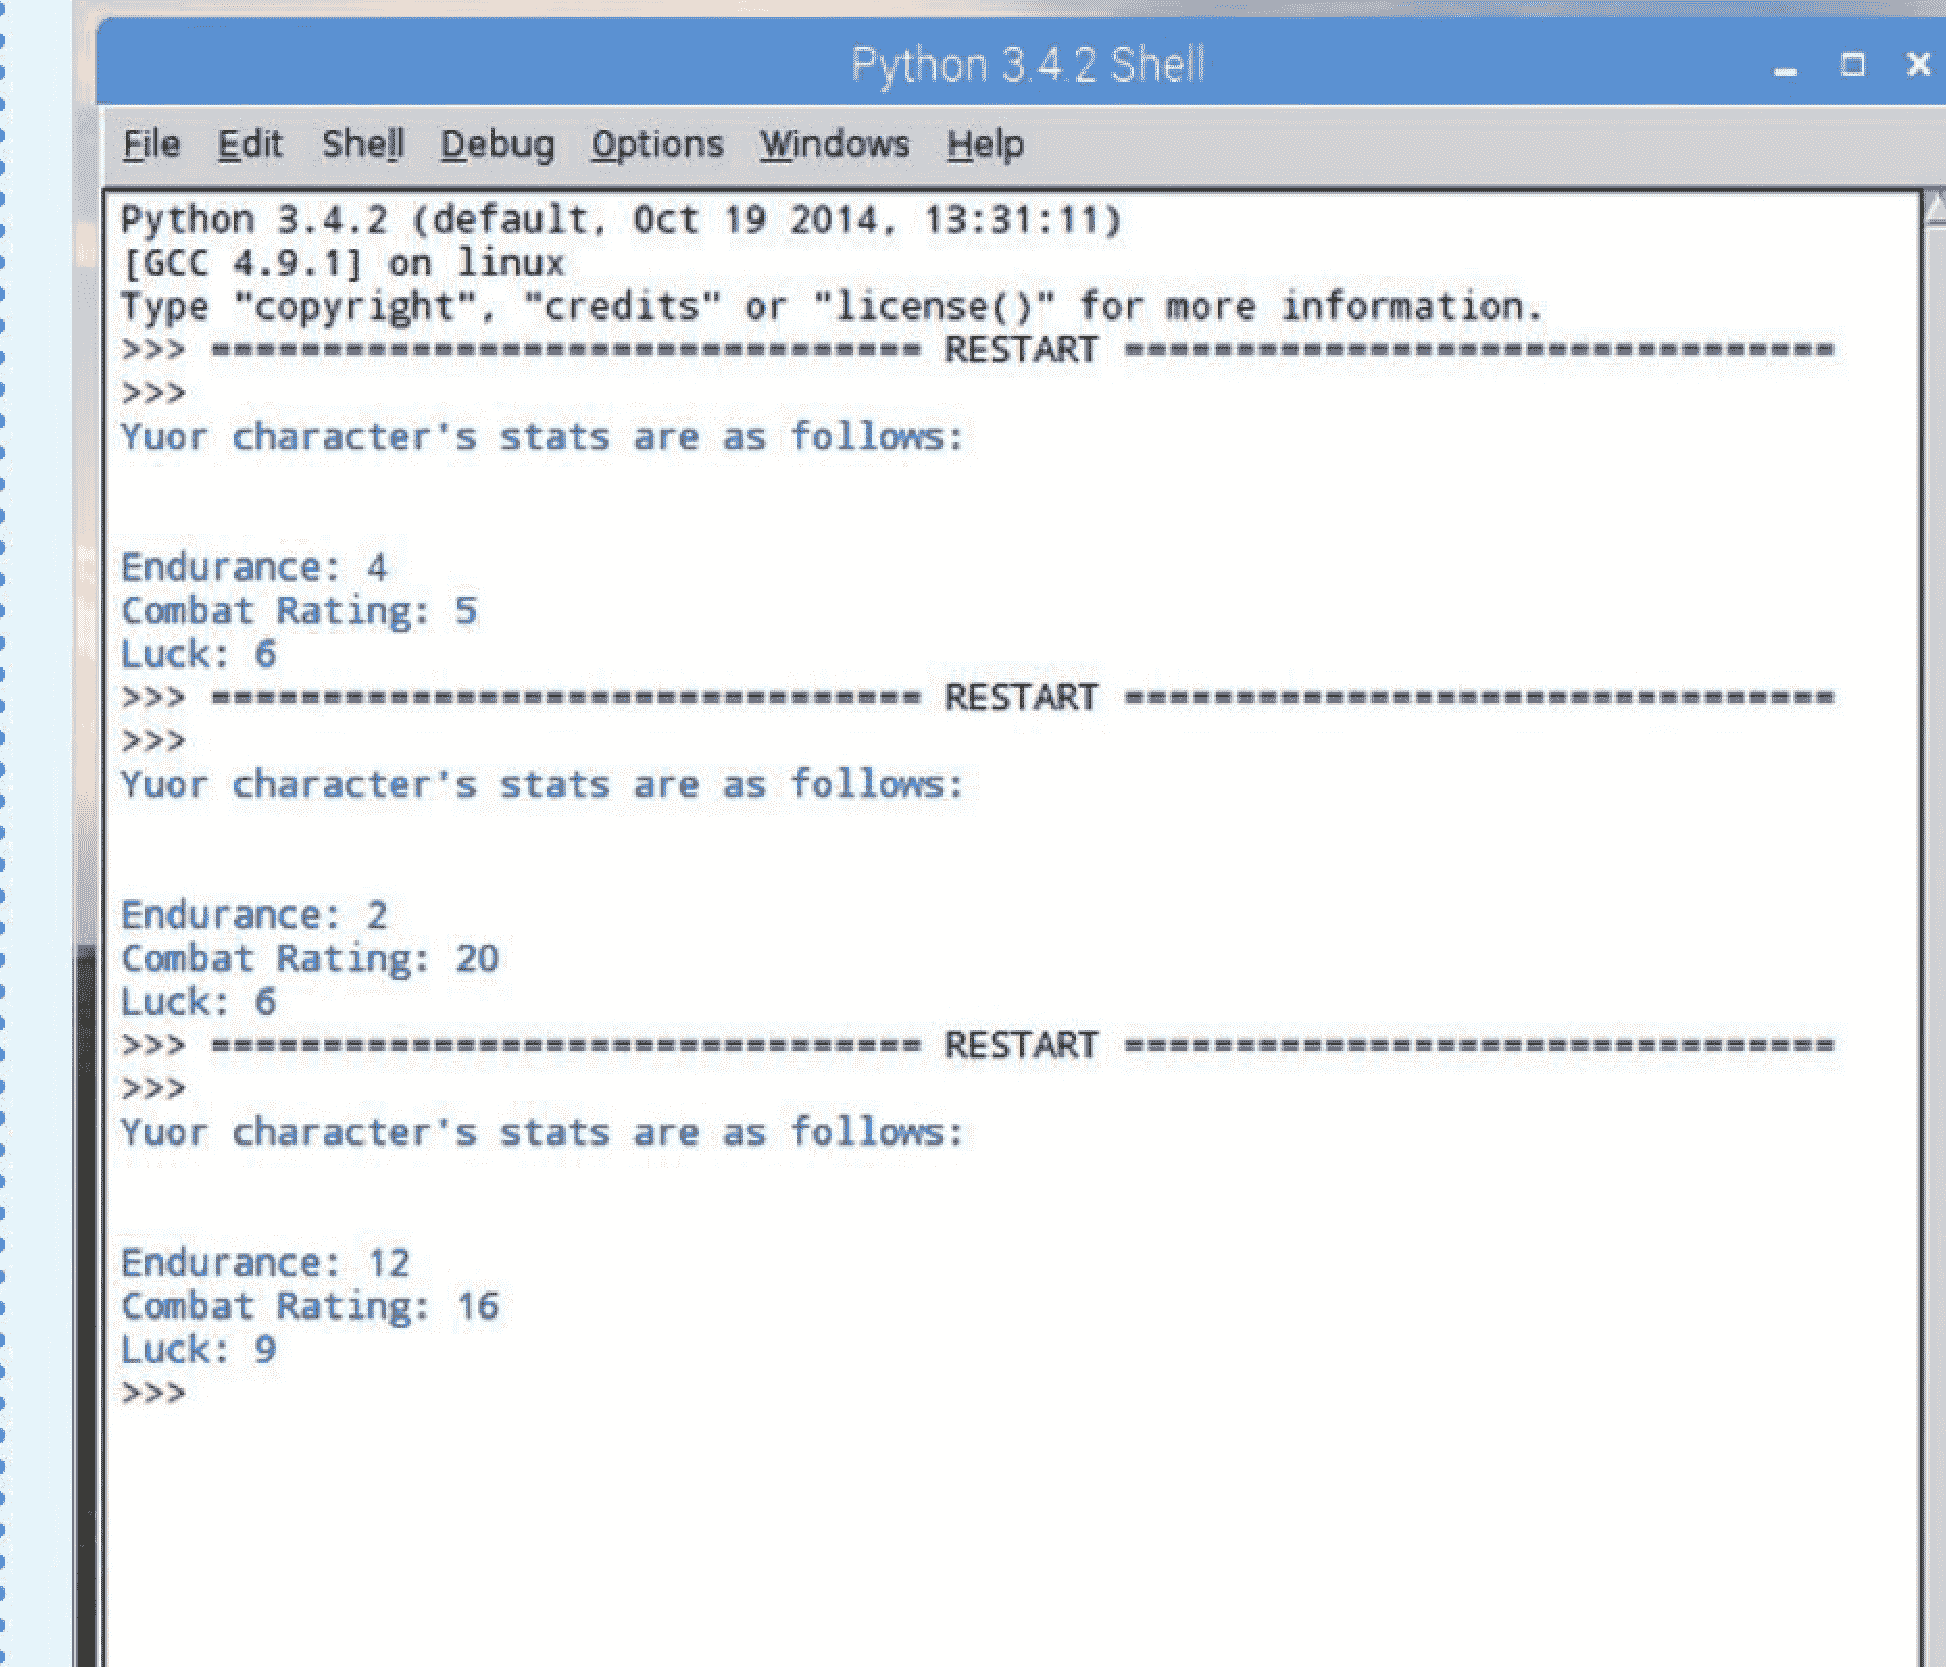 Python 3.4.2 Shell
File Edit Shell Debug Options Windows Help
Python 3.4.2 (default, Oct 19 2014, 13:31:11)
[GCC 4.9.1] on linux
Type "copyright", "credits" or "license()" for more information.
>>> ================================ RESTART ================================
>>>
Yuor character's stats are as follows:
Endurance: 4
Combat Rating: 5
Luck: 6
>>> ================================ RESTART ================================
>>>
Yuor character's stats are as follows:
Endurance: 2
Combat Rating: 20
Luck: 6
>>> ================================ RESTART ================================
>>>
Yuor character's stats are as follows:
Endurance: 12
Combat Rating: 16
Luck: 9
>>>